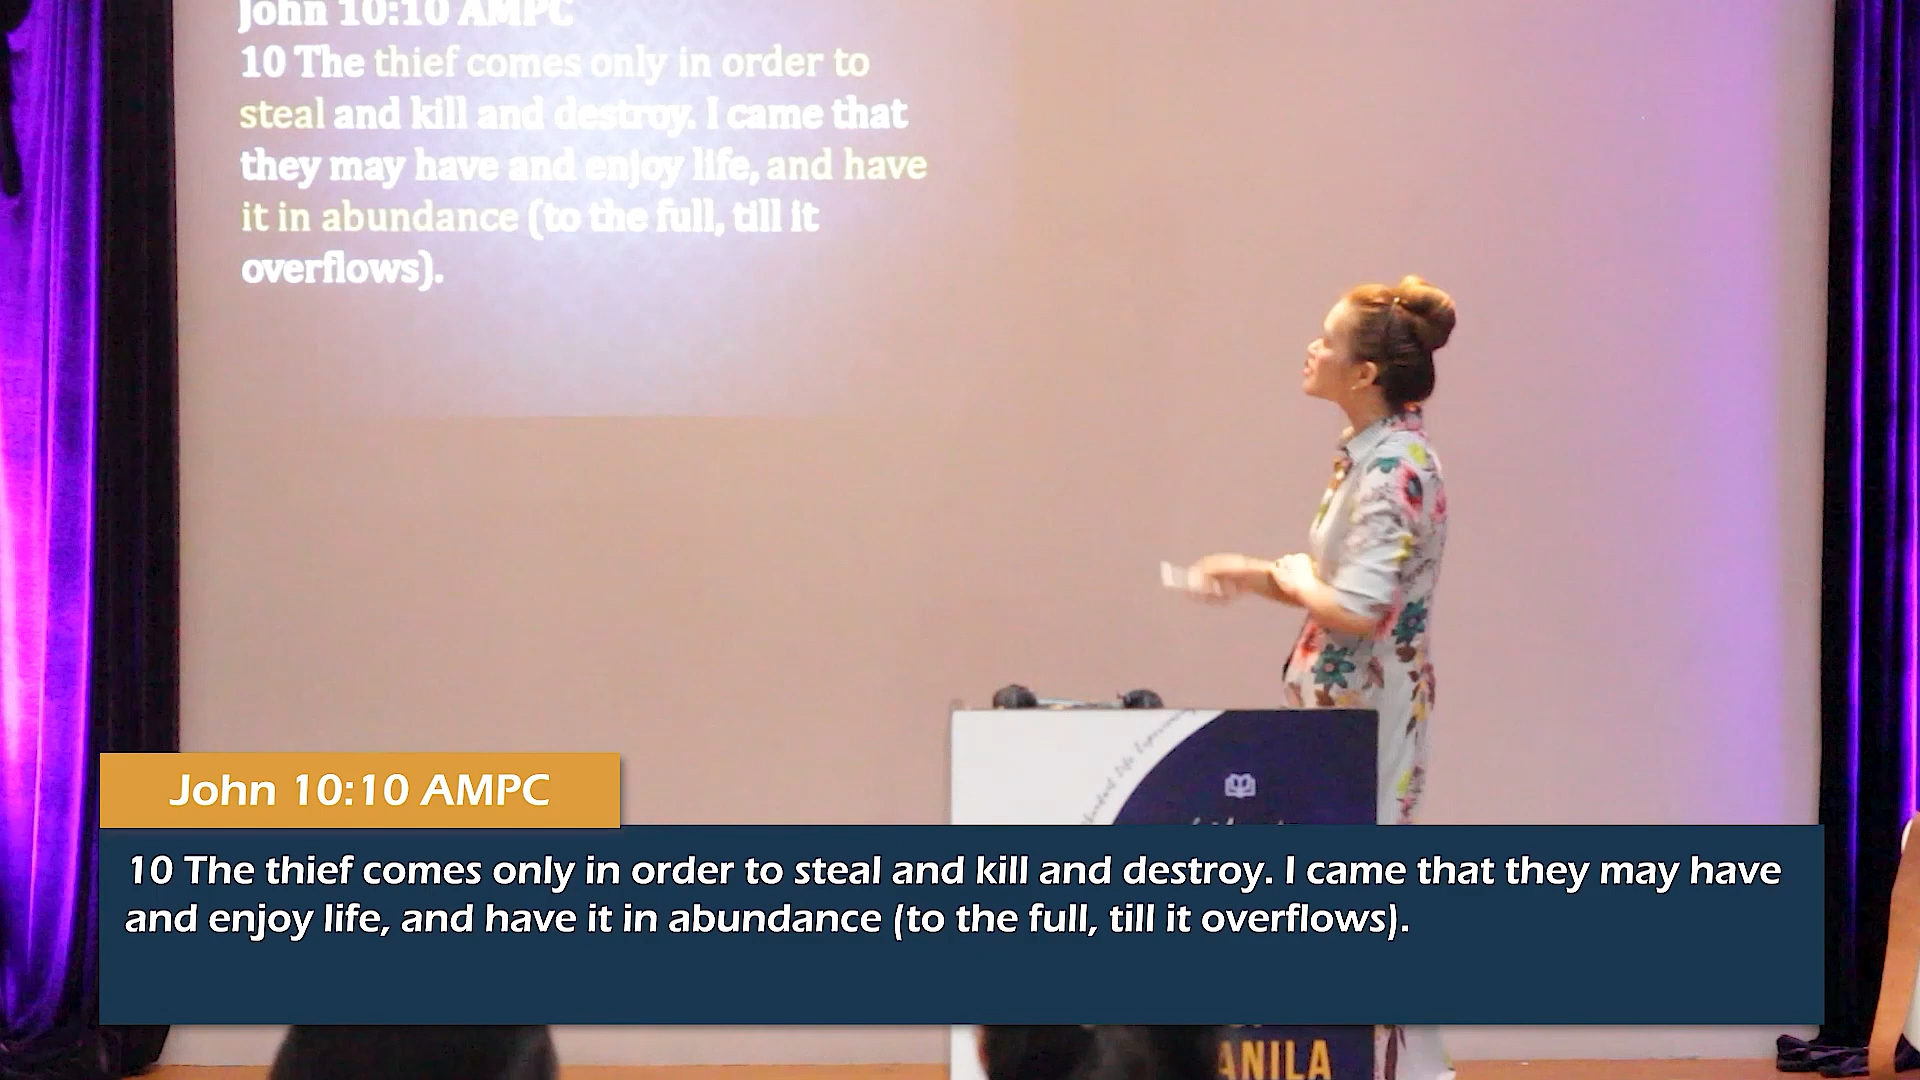 John 10:10 AMPC
10 The thief comes only in order to
steal and kill and destroy. I came that
they may have and enjoy life, and have
it in abundance (to the full, till it
overflows).
John 10:10 AMPC
10 The thief comes only in order to steal and kill and destroy. I came that they may have
and enjoy life, and have it in abundance (to the full, till it overflows).
Life
ANILA